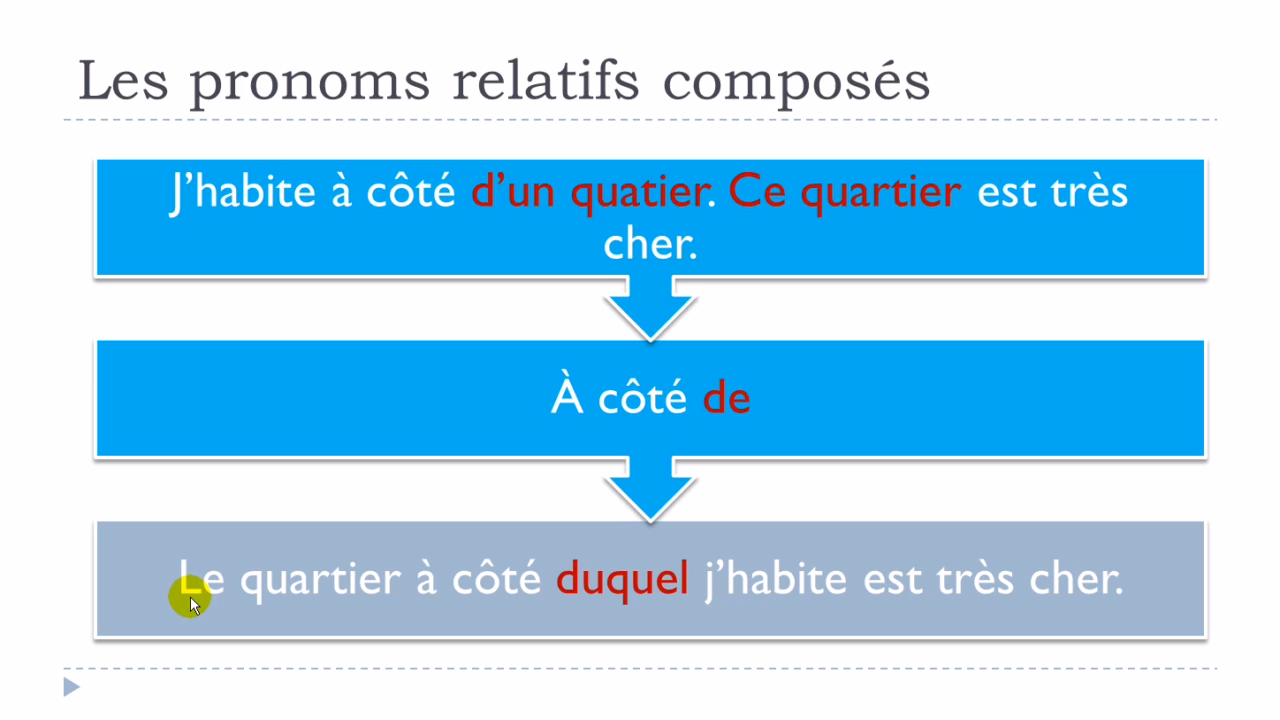 Les pronoms relatifs composés
J’habite à côté d’un quatier. Ce quartier est très
cher.
À côté de
Le quartier à côté duquel j’habite est très cher.